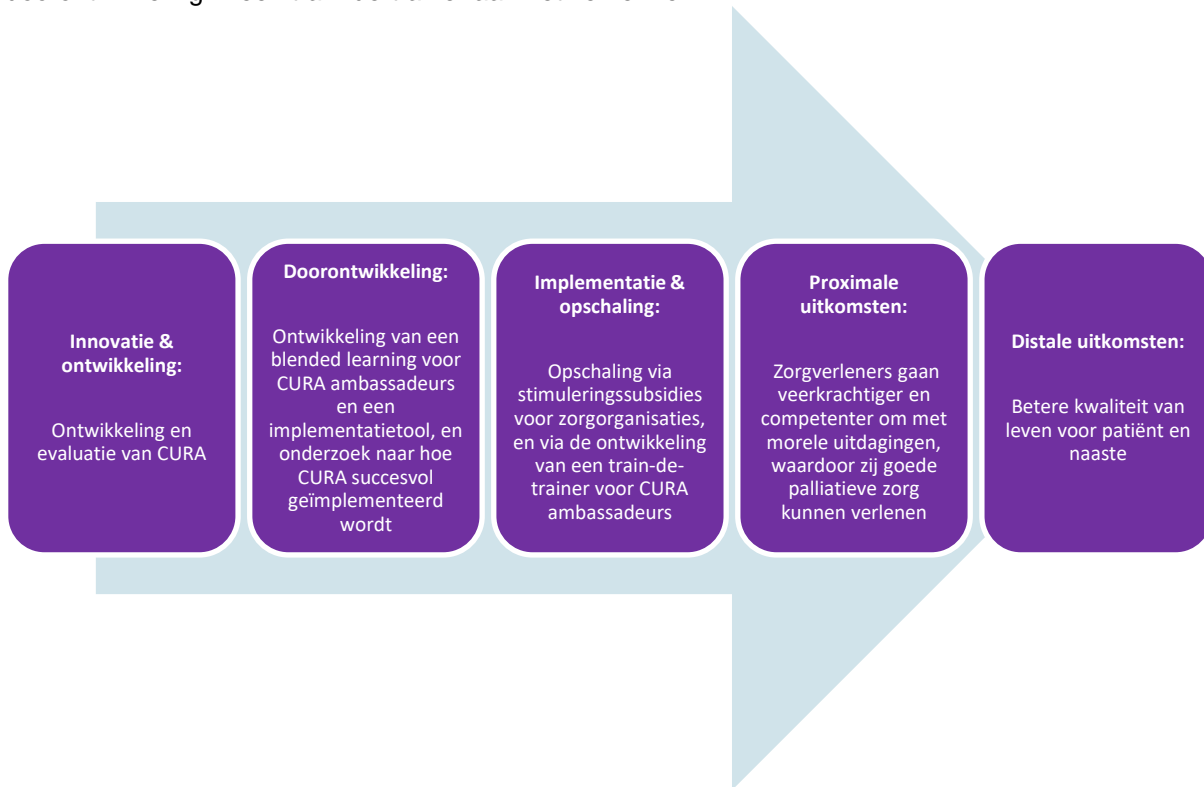 Innovatie &
ontwikkeling:
Ontwikkeling en
evaluatie van CURA
Doorontwikkeling:
Ontwikkeling van een
blended learning voor
CURA ambassadeurs
en een
implementatietool, en
onderzoek naar hoe
CURA succesvol
geïmplementeerd
wordt
Implementatie &
opschaling:
Opschaling via
stimuleringssubsidies
voor zorgorganisaties,
en via de ontwikkeling
van een train-de-
trainer voor CURA
ambassadeurs
Proximale
uitkomsten:
Zorgverleners gaan
veerkrachtiger en
competenter om met
morele uitdagingen,
waardoor zij goede
palliatieve zorg
kunnen verlenen
Distale uitkomsten:
Betere kwaliteit van
leven voor patiënt en
naaste